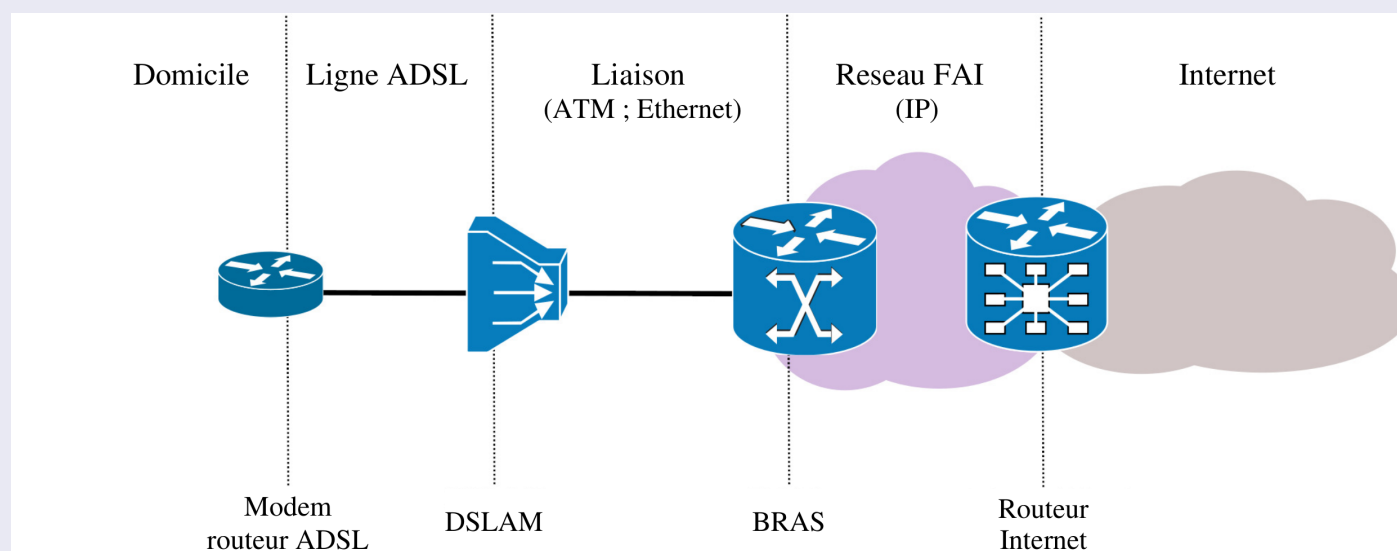 Domicile
Ligne ADSL
Liaison
(ATM ; Ethernet)
Reseau FAI
(IP)
Internet
Modem
routeur ADSL
DSLAM
BRAS
Routeur
Internet